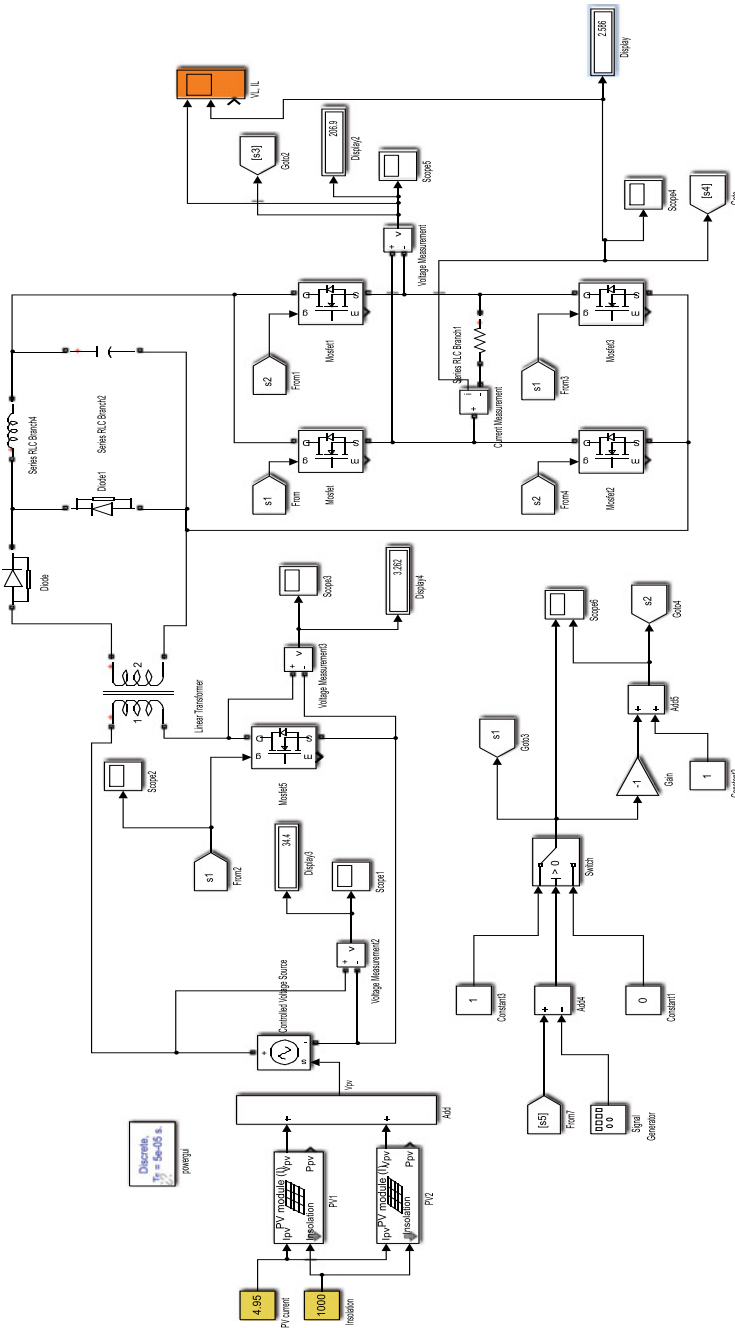 Discrete,
Ts = 5e-05 s.
powergui
4.95
PV current
1000
Insolation
Ipv
PV module (I)
Vpv
Insolation
Ppv
PV1
Ipv
PV module (I)
Vpv
Insolation
Ppv
PV2
+
+
Add
Vpv
s
+
-
Controlled Voltage Source
+
-
v
Voltage Measurement2
34.4
Display3
Scope1
s1
From2
Scope2
g
D
S
m
Mosfet5
1
2
Linear Transformer
+
-
v
Voltage Measurement3
Scope3
3.262
Display4
Diode
Diode1
Series RLC Branch4
Series RLC Branch2
s1
From
g
D
S
m
Mosfet
s2
From1
g
D
S
m
Mosfet1
s2
From4
g
D
S
m
Mosfet2
s1
From3
g
D
S
m
Mosfet3
+
-
i
Current Measurement
Series RLC Branch1
+
-
v
Voltage Measurement
Scope5
206.9
Display2
[s3]
Goto2
VL, IL
2.586
Display
Scope4
[s4]
[s5]
From7
Signal
Generator
+
-
Add4
1
Constant3
0
Constant1
> 0
Switch
s1
Goto3
-1
Gain
1
+
+
Add5
Scope6
s2
Goto4